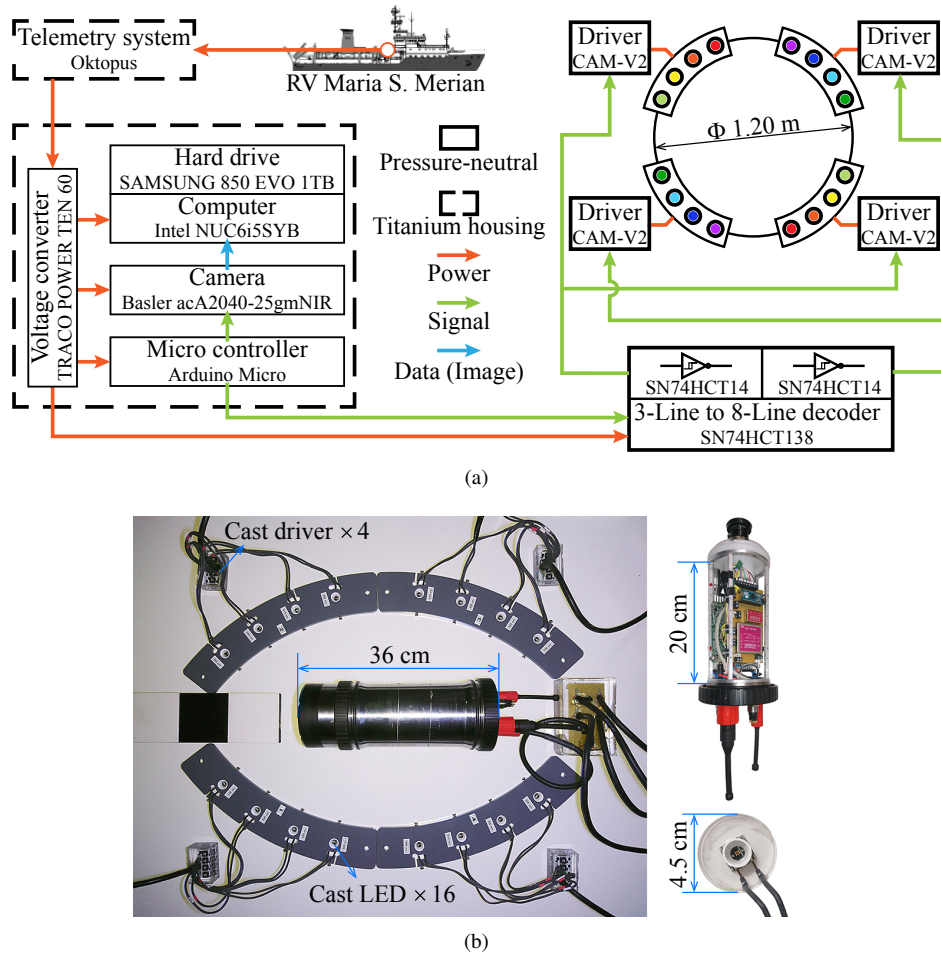 Telemetry system
Oktopus
RV Maria S. Merian
Voltage converter
TRACO POWER TEN 60
Hard drive
SAMSUNG 850 EVO 1TB
Computer
Intel NUC6i5SYB
Camera
Basler acA2040-25gmNIR
Micro controller
Arduino Micro
Pressure-neutral
Titanium housing
Power
Signal
Data (Image)
Driver
CAM-V2
Driver
CAM-V2
Φ 1.20 m
Driver
CAM-V2
Driver
CAM-V2
SN74HCT14
SN74HCT14
3-Line to 8-Line decoder
SN74HCT138
(a)
Cast driver × 4
36 cm
Cast LED × 16
20 cm
4.5 cm
(b)